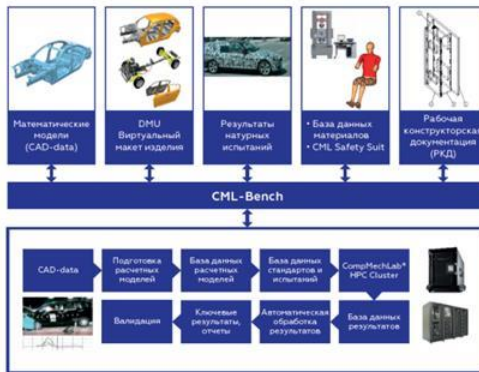 Математические
модели
(CAD-data)
DMU
Виртуальный
макет изделия
Результаты
натурных
испытаний
• База данных
материалов
• CML Safety Suit
Рабочая
конструкторская
документация
(РКД)
CML-Bench
CAD-data
Подготовка
расчетных
моделей
База данных
расчетных
моделей
База данных
стандартов и
испытаний
CompMechLab®
HPC Cluster
Валидация
Ключевые
результаты,
отчеты
Автоматическая
обработка
результатов
База данных
результатов